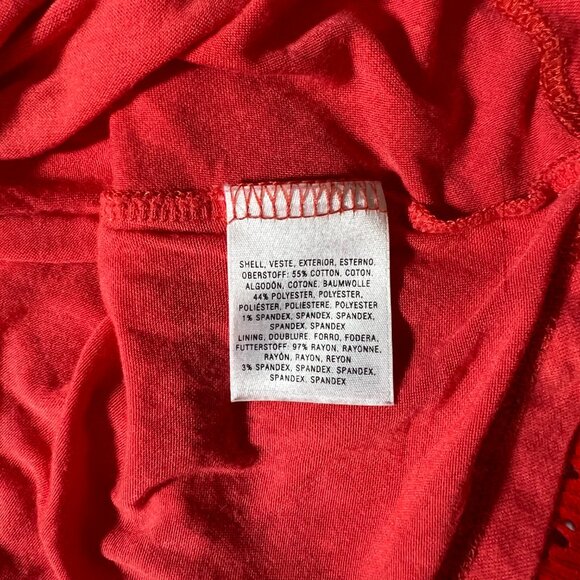 SHELL, VESTE, EXTERIOR, ESTERNO,
OBERSTOFF: 55% COTTON, COTON,
ALGODÓN, COTONE, BAUMWOLLE
44% POLYESTER, POLYESTER,
POLIÉSTER, POLIESTERE, POLYESTER
1% SPANDEX, SPANDEX, SPANDEX,
SPANDEX, SPANDEX
LINING, DOUBLURE, FORRO, FODERA,
FUTTERSTOFF: 97% RAYON, RAYONNE,
RAYÓN, RAYON, REYON
3% SPANDEX, SPANDEX, SPANDEX,
SPANDEX, SPANDEX